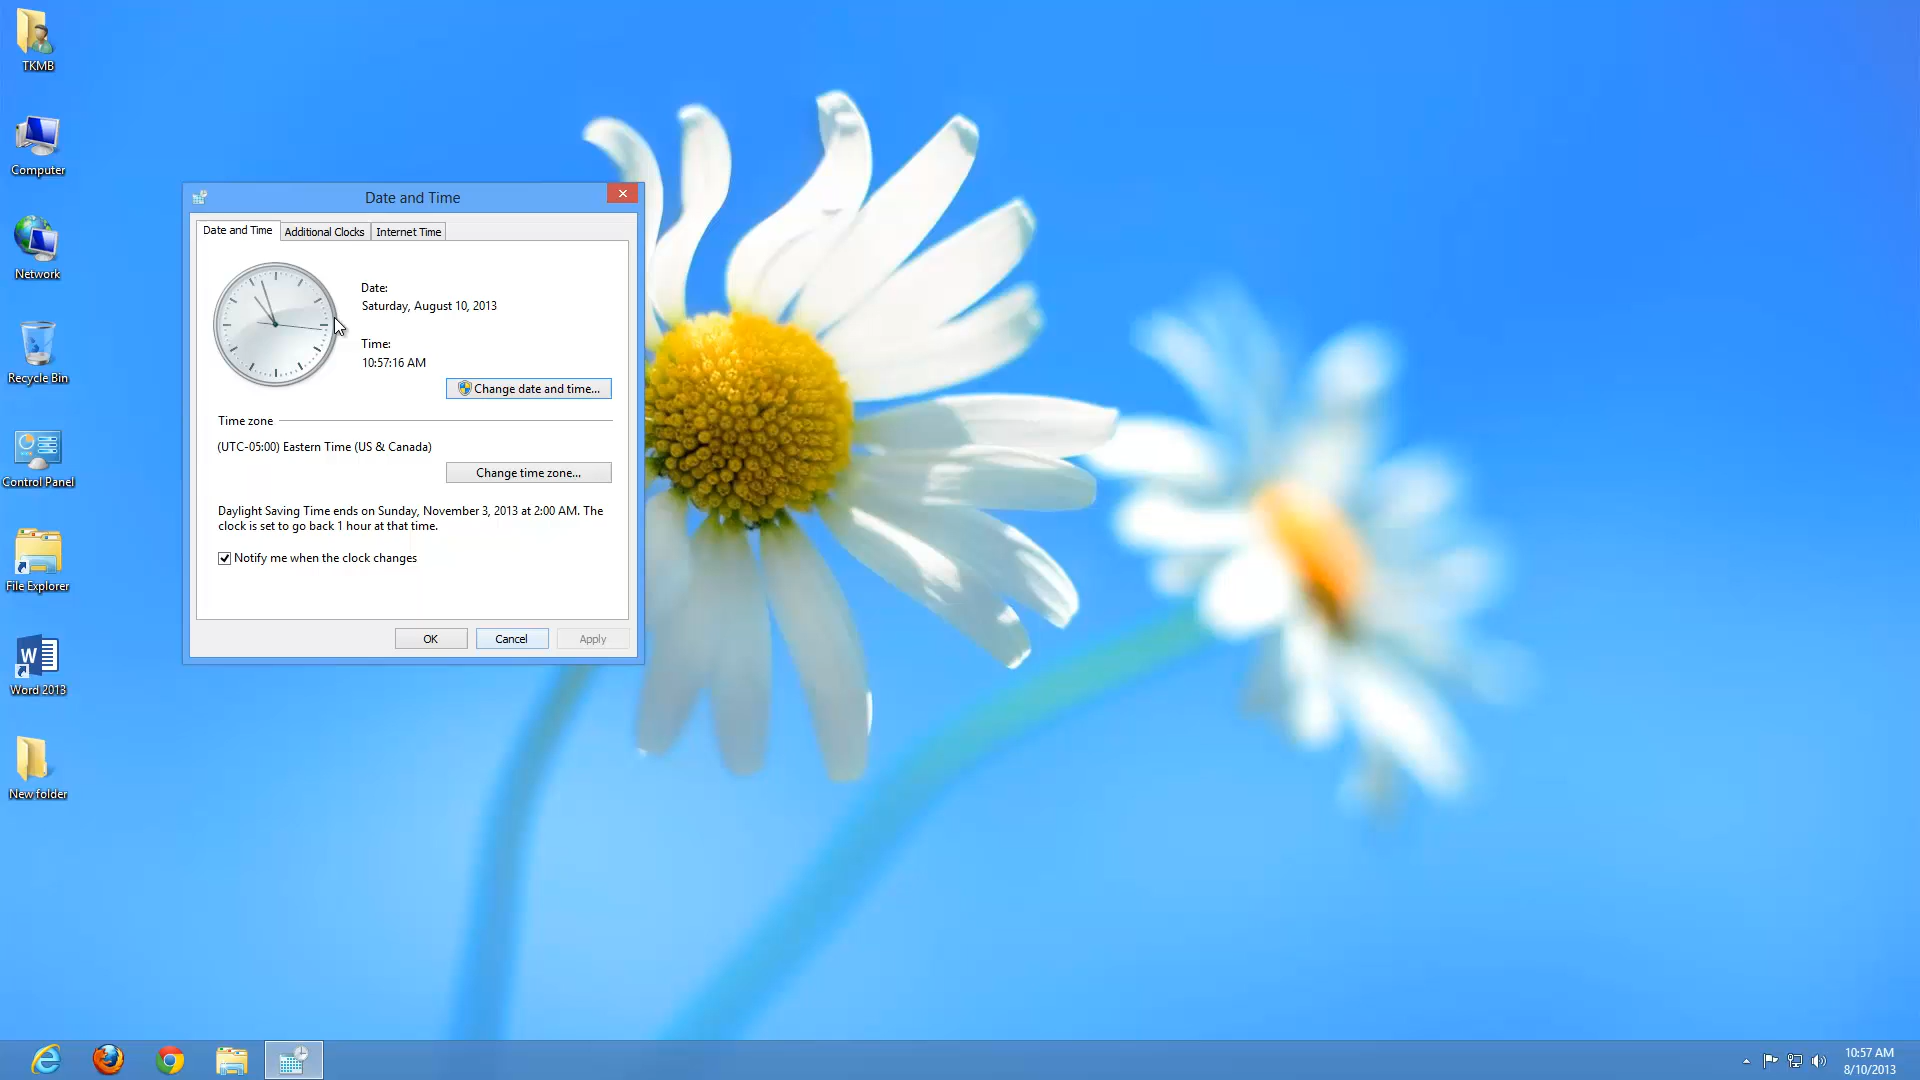 TKMB
Computer
Network
Recycle Bin
Control Panel
File Explorer
Word 2013
New folder
Date and Time
Date and Time
Additional Clocks
Internet Time
Date:
Saturday, August 10, 2013
Time:
10:57:16 AM
Change date and time...
Time zone
(UTC-05:00) Eastern Time (US & Canada)
Change time zone...
Daylight Saving Time ends on Sunday, November 3, 2013 at 2:00 AM. The
clock is set to go back 1 hour at that time.
Notify me when the clock changes
OK
Cancel
Apply
10:57 AM
8/10/2013